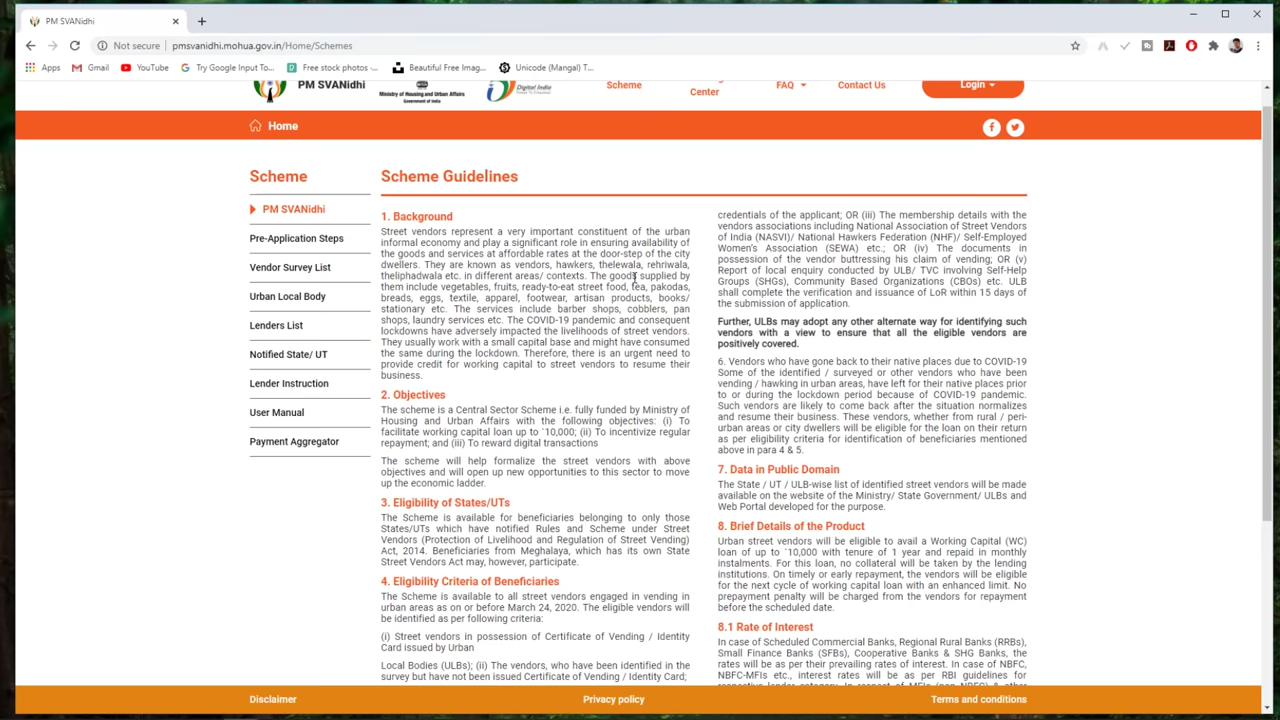 PM SVANidhi
Not secure
pmsvanidhi.mohua.gov.in/Home/Schemes
Apps
Gmail
YouTube
Try Google Input To...
Free stock photos -...
Beautiful Free Imag...
Unicode (Mangal) T...
PM SVANidhi
Ministry of Housing and Urban Affairs
Government of India
Digital India
Scheme
Center
FAQ
Contact Us
Login
Home
Scheme
PM SVANidhi
Pre-Application Steps
Vendor Survey List
Urban Local Body
Lenders List
Notified State/ UT
Lender Instruction
User Manual
Payment Aggregator
Scheme Guidelines
1. Background
Street vendors represent a very important constituent of the urban
informal economy and play a significant role in ensuring availability of
the goods and services at affordable rates at the door-step of the city
dwellers. They are known as vendors, hawkers, thelewala, rehriwala,
theliphadwala etc. in different areas/ contexts. The goods supplied by
them include vegetables, fruits, ready-to-eat street food, tea, pakodas,
breads, eggs, textile, apparel, footwear, artisan products, books/
stationary etc. The services include barber shops, cobblers, pan
shops, laundry services etc. The COVID-19 pandemic and consequent
lockdowns have adversely impacted the livelihoods of street vendors.
They usually work with a small capital base and might have consumed
the same during the lockdown. Therefore, there is an urgent need to
provide credit for working capital to street vendors to resume their
business.
2. Objectives
The scheme is a Central Sector Scheme i.e. fully funded by Ministry of
Housing and Urban Affairs with the following objectives: (i) To
facilitate working capital loan up to `10,000; (ii) To incentivize regular
repayment; and (iii) To reward digital transactions
The scheme will help formalize the street vendors with above
objectives and will open up new opportunities to this sector to move
up the economic ladder.
3. Eligibility of States/UTs
The Scheme is available for beneficiaries belonging to only those
States/UTs which have notified Rules and Scheme under Street
Vendors (Protection of Livelihood and Regulation of Street Vending)
Act, 2014. Beneficiaries from Meghalaya, which has its own State
Street Vendors Act may, however, participate.
4. Eligibility Criteria of Beneficiaries
The Scheme is available to all street vendors engaged in vending in
urban areas as on or before March 24, 2020. The eligible vendors will
be identified as per following criteria:
(i) Street vendors in possession of Certificate of Vending / Identity
Card issued by Urban
Local Bodies (ULBs); (ii) The vendors, who have been identified in the
survey but have not been issued Certificate of Vending / Identity Card;
credentials of the applicant; OR (iii) The membership details with the
vendors associations including National Association of Street Vendors
of India (NASVI)/ National Hawkers Federation (NHF)/ Self-Employed
Women's Association (SEWA) etc.; OR (iv) The documents in
possession of the vendor buttressing his claim of vending; OR (v)
Report of local enquiry conducted by ULB/ TVC involving Self-Help
Groups (SHGs), Community Based Organizations (CBOs) etc. ULB
shall complete the verification and issuance of LoR within 15 days of
the submission of application.
Further, ULBs may adopt any other alternate way for identifying such
vendors with a view to ensure that all the eligible vendors are
positively covered.
6. Vendors who have gone back to their native places due to COVID-19
Some of the identified / surveyed or other vendors who have been
vending / hawking in urban areas, have left for their native places prior
to or during the lockdown period because of COVID-19 pandemic.
Such vendors are likely to come back after the situation normalizes
and resume their business. These vendors, whether from rural / peri-
urban areas or city dwellers will be eligible for the loan on their return
as per eligibility criteria for identification of beneficiaries mentioned
above in para 4 & 5.
7. Data in Public Domain
The State / UT / ULB-wise list of identified street vendors will be made
available on the website of the Ministry/ State Government/ ULBs and
Web Portal developed for the purpose.
8. Brief Details of the Product
Urban street vendors will be eligible to avail a Working Capital (WC)
loan of up to `10,000 with tenure of 1 year and repaid in monthly
instalments. For this loan, no collateral will be taken by the lending
institutions. On timely or early repayment, the vendors will be eligible
for the next cycle of working capital loan with an enhanced limit. No
prepayment penalty will be charged from the vendors for repayment
before the scheduled date.
8.1 Rate of Interest
In case of Scheduled Commercial Banks, Regional Rural Banks (RRBs),
Small Finance Banks (SFBs), Cooperative Banks & SHG Banks, the
rates will be as per their prevailing rates of interest. In case of NBFC,
NBFC-MFIs etc., interest rates will be as per RBI guidelines for
Disclaimer
Privacy policy
Terms and conditions